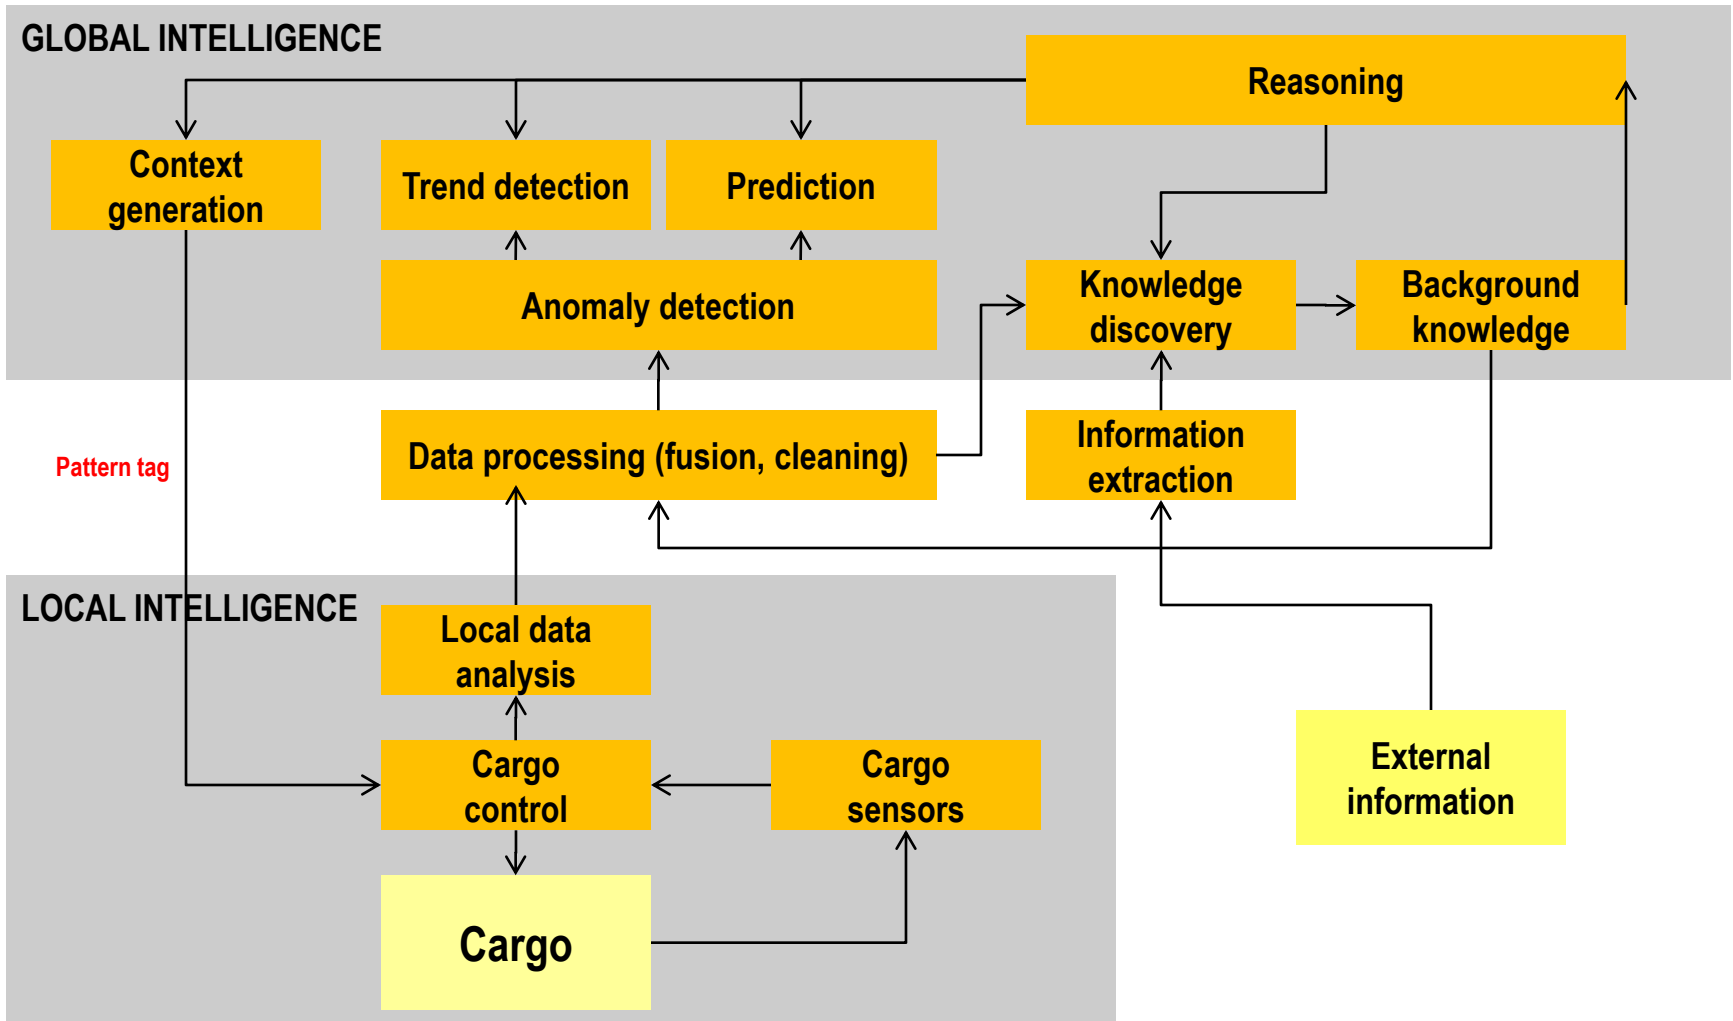 GLOBAL INTELLIGENCE
Reasoning
Context
generation
Trend detection
Prediction
Anomaly detection
Knowledge
discovery
Background
knowledge
Pattern tag
Data processing (fusion, cleaning)
Information
extraction
LOCAL INTELLIGENCE
Local data
analysis
Cargo
control
Cargo
sensors
External
information
Cargo